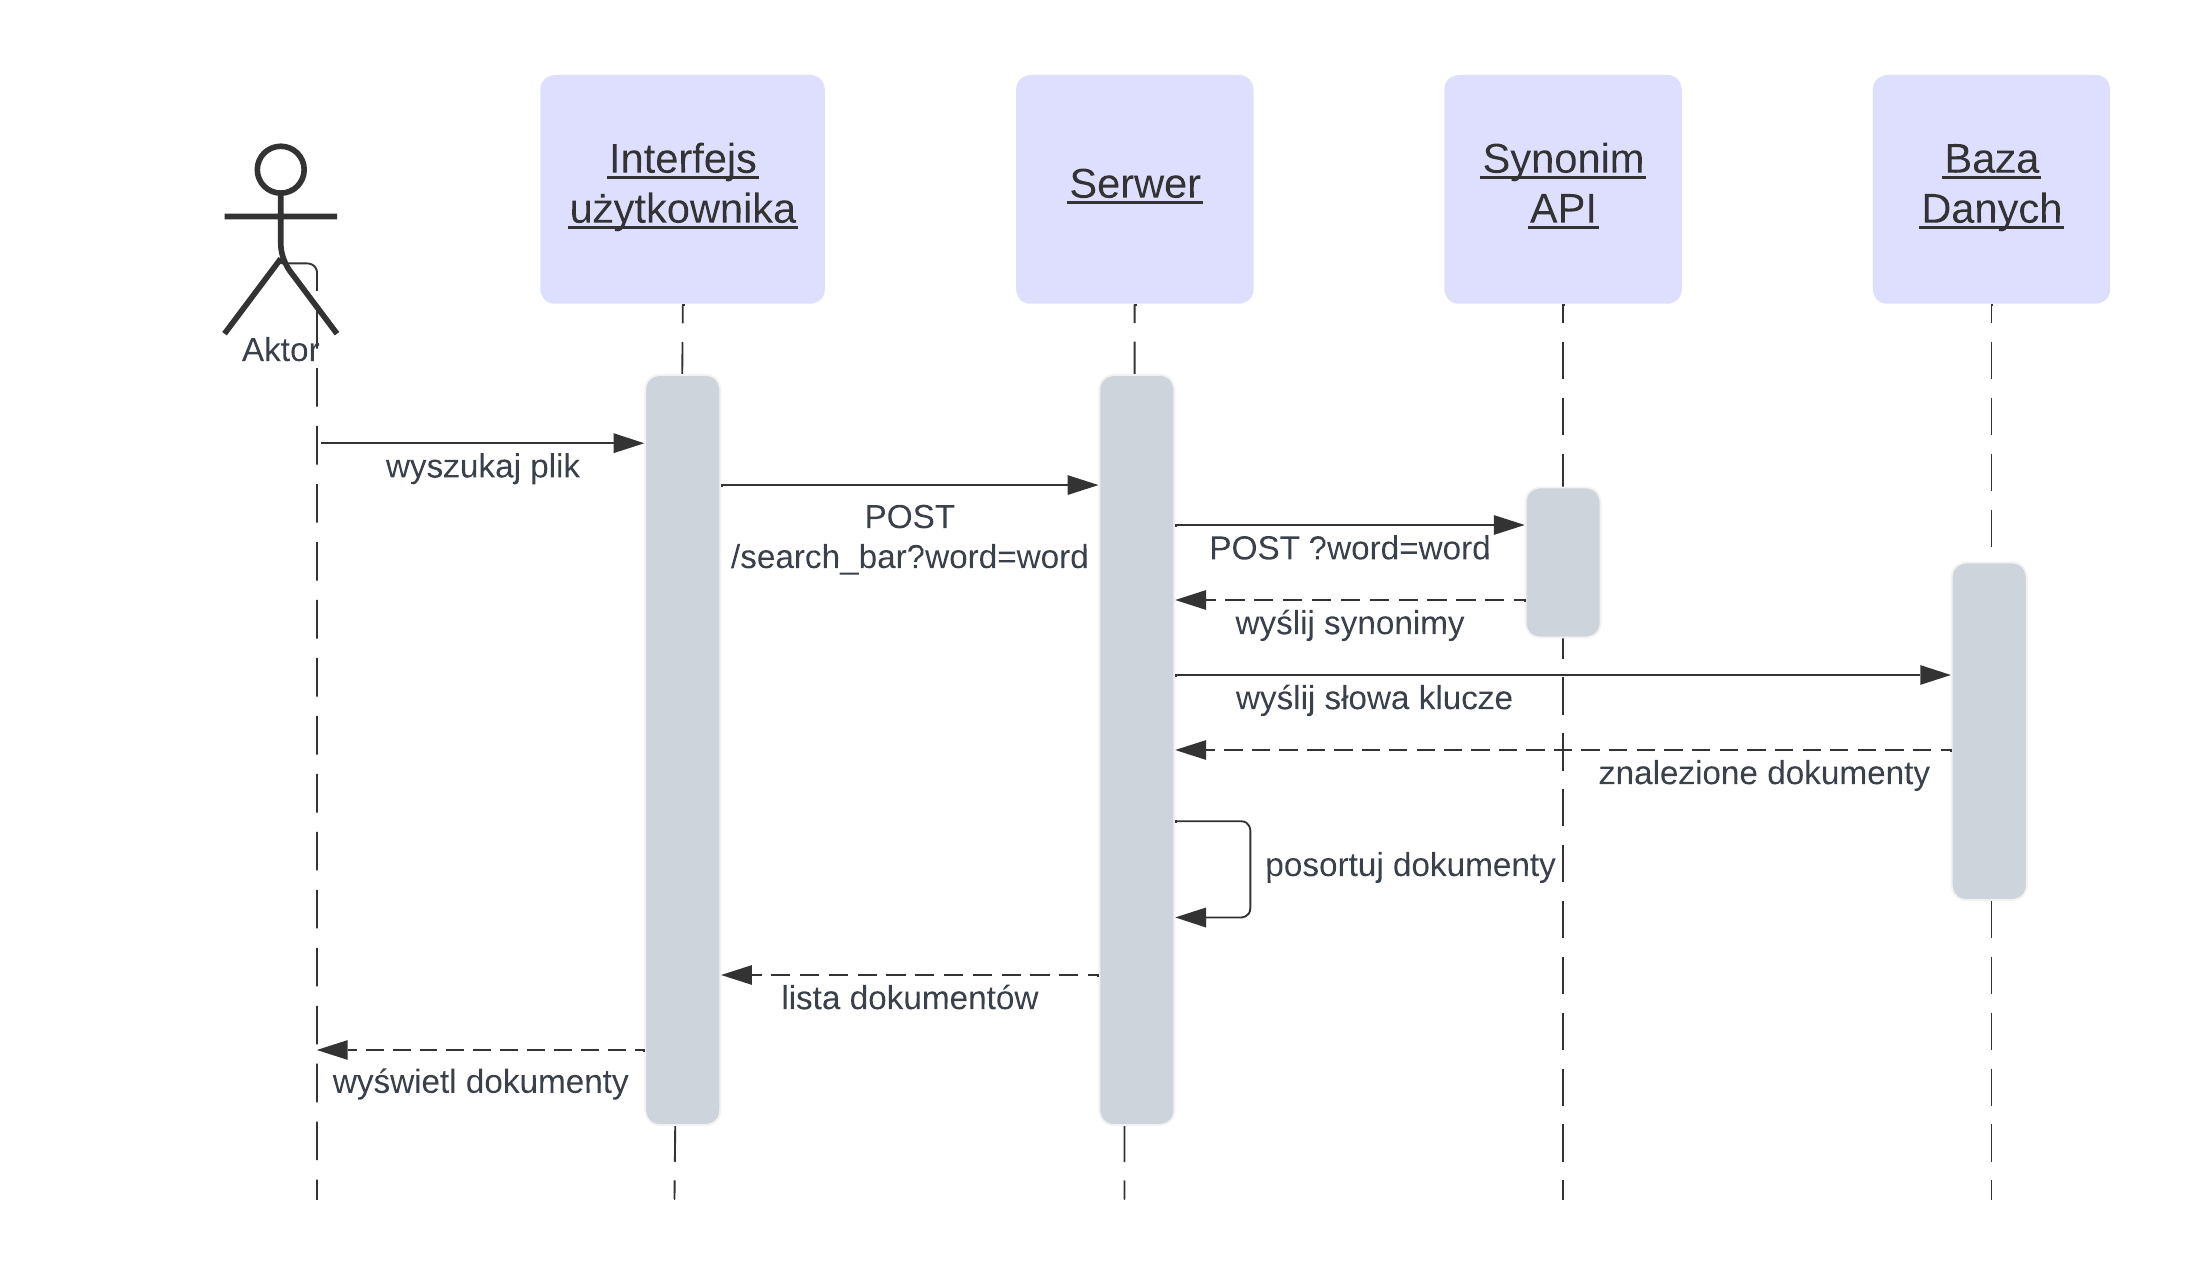 Interfejs
użytkownika
Serwer
Synonim
API
Baza
Danych
Aktor
wyszukaj plik
POST
/search_bar?word=word
POST ?word=word
wyślij synonimy
wyślij słowa klucze
znalezione dokumenty
posortuj dokumenty
lista dokumentów
wyświetl dokumenty